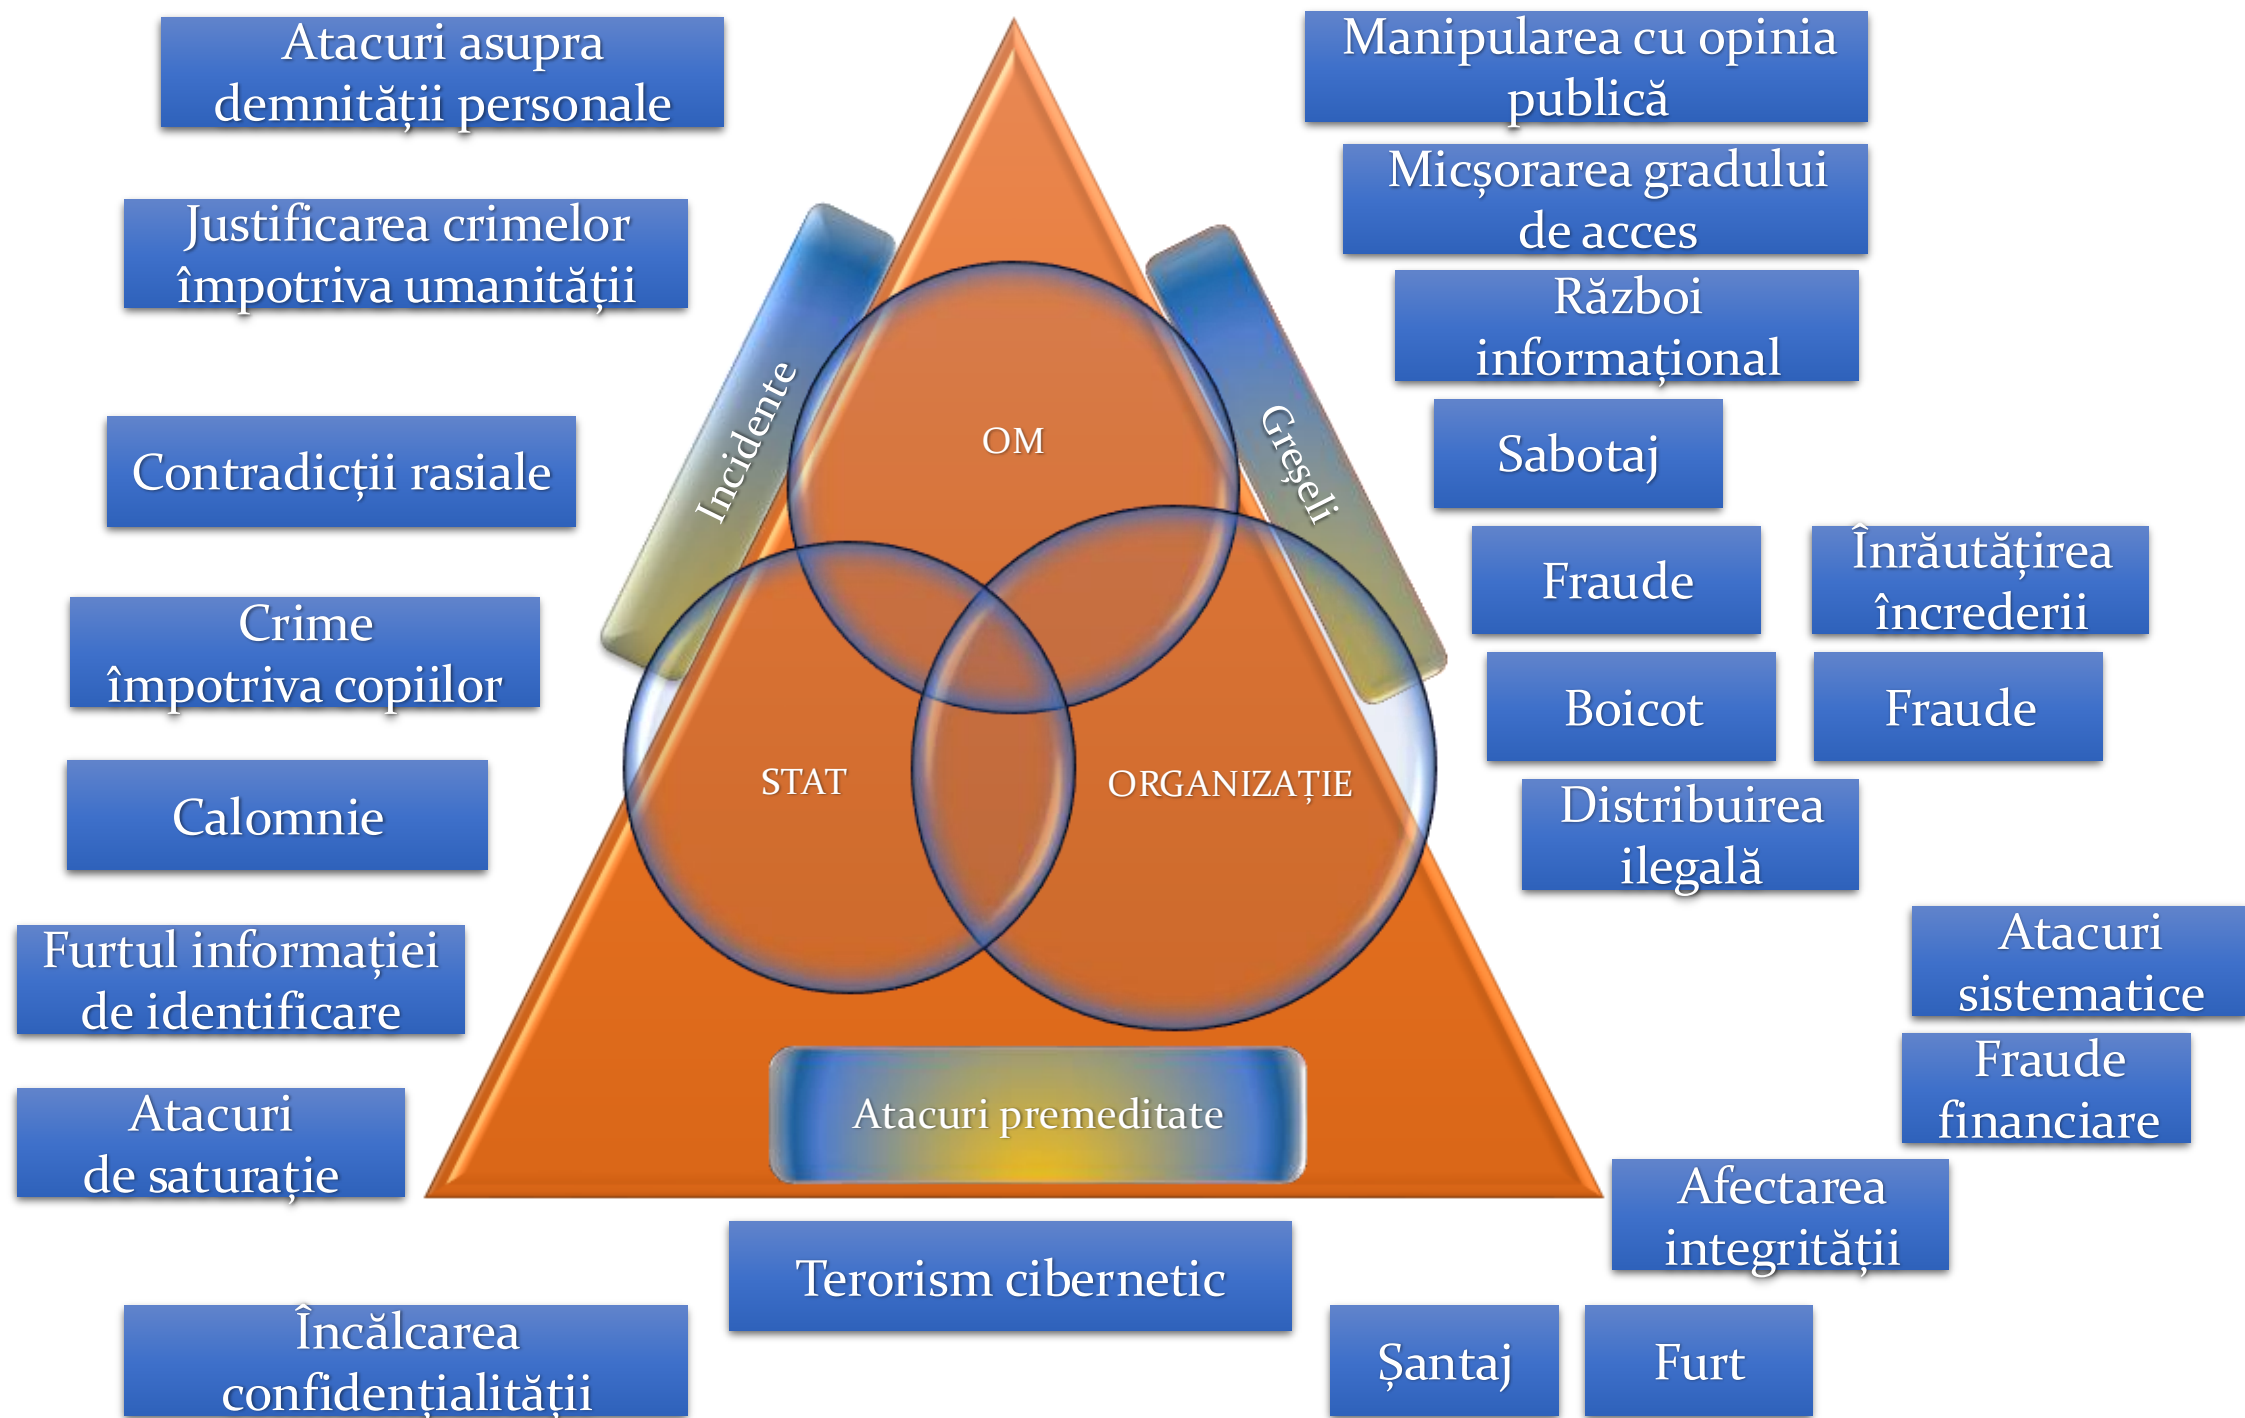 Atacuri asupra
demnității personale
Justificarea crimelor
împotriva umanității
Contradicții rasiale
Crime
împotriva copiilor
Calomnie
Furtul informației
de identificare
Atacuri
de saturație
Încălcarea
confidențialității
Incidente
OM
STAT
ORGANIZAȚIE
Greșeli
Atacuri premeditate
Terorism cibernetic
Manipularea cu opinia
publică
Micșorarea gradului
de acces
Război
informațional
Sabotaj
Fraude
Înrăutățirea
încrederii
Boicot
Fraude
Distribuirea
ilegală
Atacuri
sistematice
Fraude
financiare
Afectarea
integrității
Șantaj
Furt